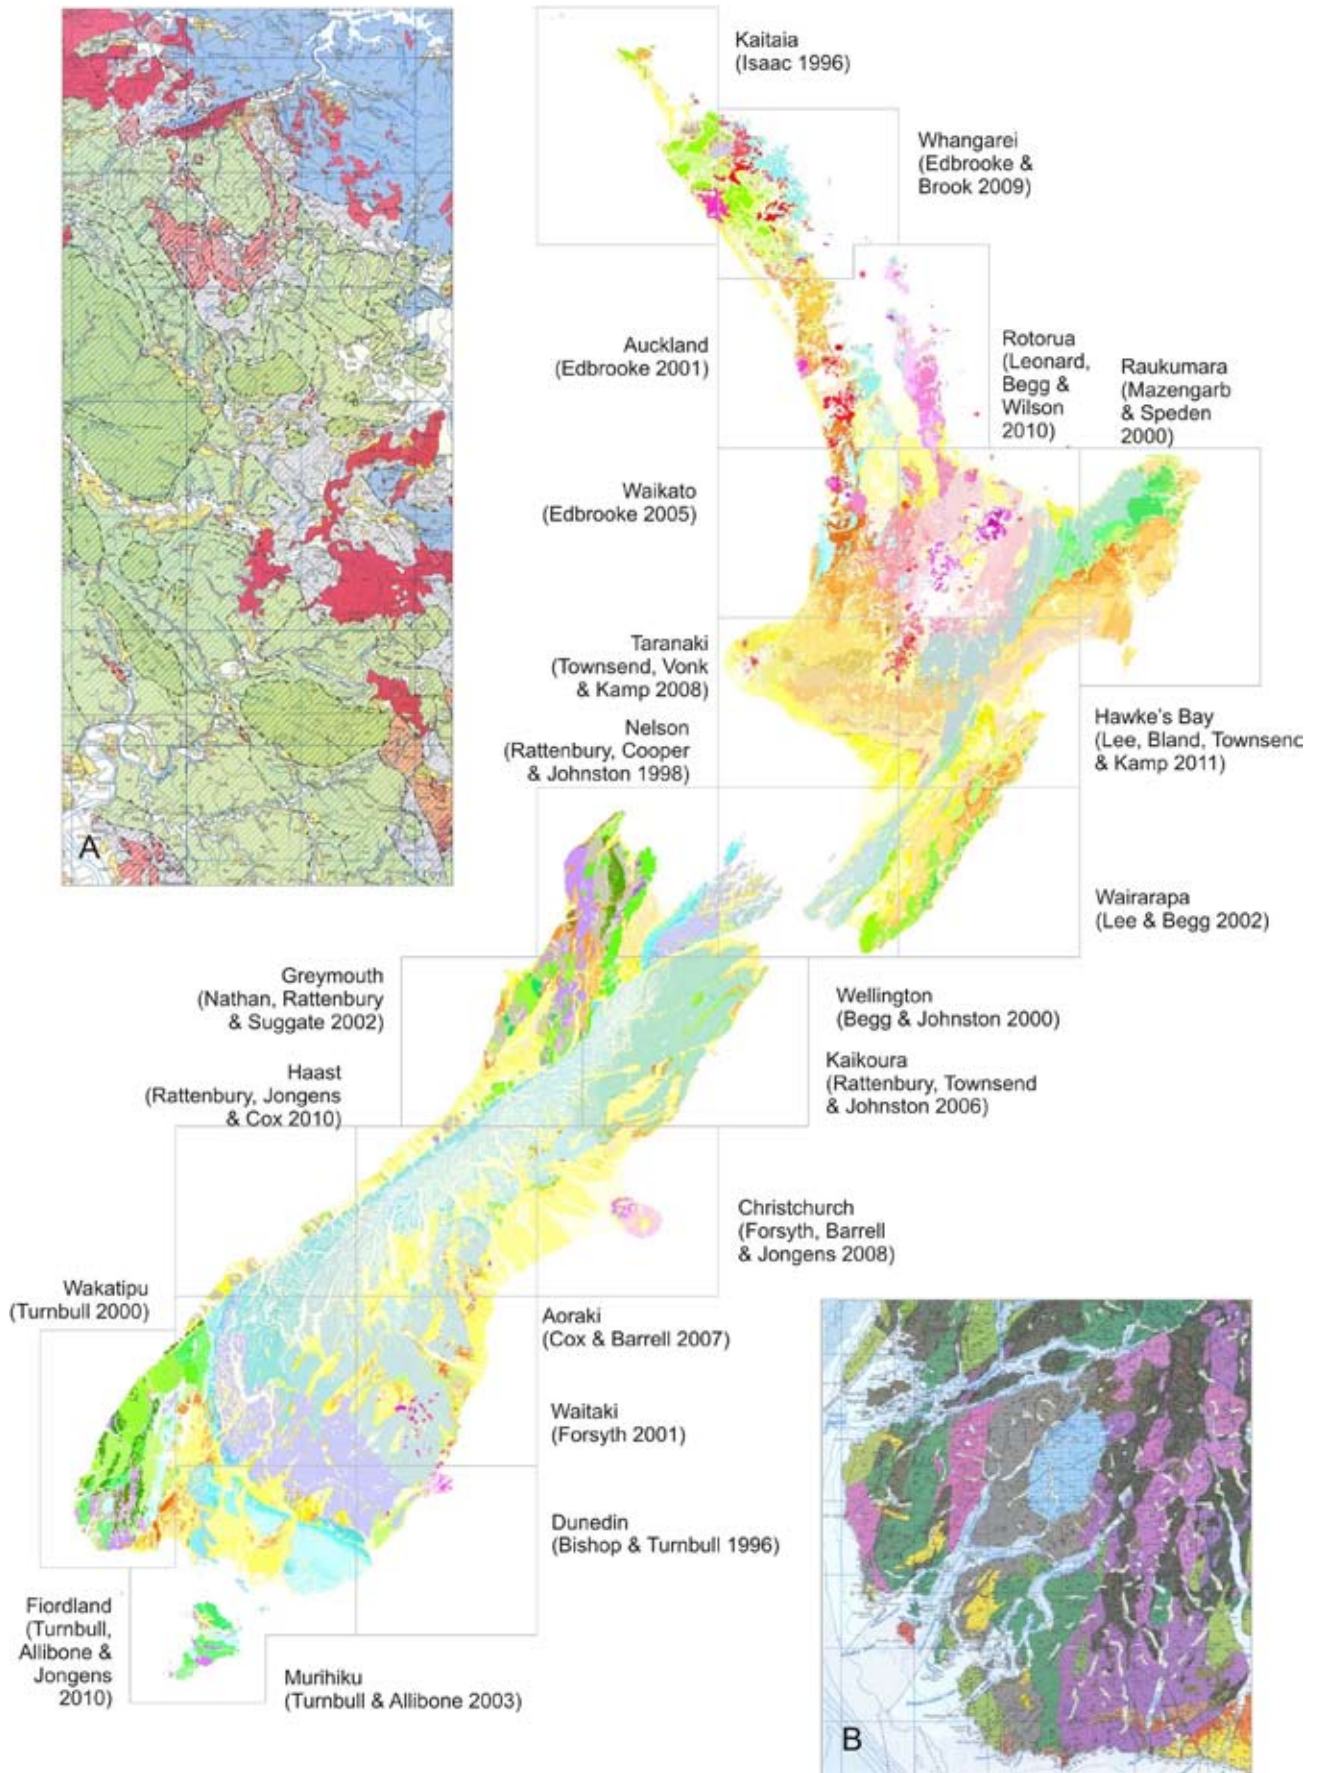 Kaitaia
(Isaac 1996)
Whangarei
(Edbrooke &
Brook 2009)
Auckland
(Edbrooke 2001)
Rotorua
(Leonard,
Begg &
Wilson
2010)
Raukumara
(Mazengarb
& Speden
2000)
Waikato
(Edbrooke 2005)
Taranaki
(Townsend, Vonk
& Kamp 2008)
Nelson
(Rattenbury, Cooper
& Johnston 1998)
Hawke's Bay
(Lee, Bland, Townsenc
& Kamp 2011)
A
Wairarapa
(Lee & Begg 2002)
Greymouth
(Nathan, Rattenbury
& Suggate 2002)
Wellington
(Begg & Johnston 2000)
Haast
(Rattenbury, Jongens
& Cox 2010)
Kaikoura
(Rattenbury, Townsend
& Johnston 2006)
Christchurch
(Forsyth, Barrell
& Jongens 2008)
Wakatipu
(Turnbull 2000)
Aoraki
(Cox & Barrell 2007)
Waitaki
(Forsyth 2001)
Dunedin
(Bishop & Turnbull 1996)
Fiordland
(Turnbull,
Allibone &
Jongens
2010)
Murihiku
(Turnbull & Allibone 2003)
B